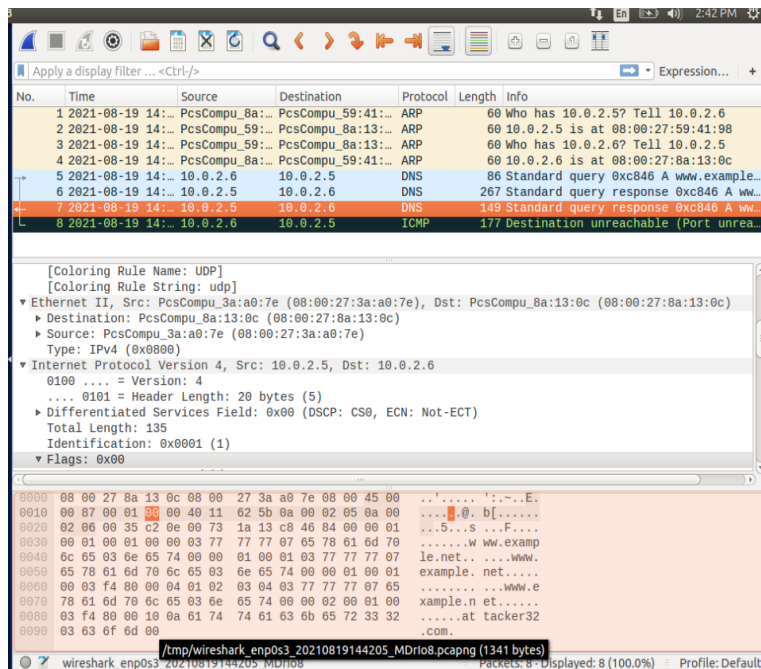 En 2:42 PM
Apply a display filter ... <Ctrl-/> Expression… +
No. Time Source Destination Protocol Length Info
1 2021-08-19 14:… PcsCompu_8a:… PcsCompu_59:41:… ARP 60 Who has 10.0.2.5? Tell 10.0.2.6
2 2021-08-19 14:… PcsCompu_59:… PcsCompu_8a:13:… ARP 60 10.0.2.5 is at 08:00:27:59:41:98
3 2021-08-19 14:… PcsCompu_59:… PcsCompu_8a:13:… ARP 60 Who has 10.0.2.6? Tell 10.0.2.5
4 2021-08-19 14:… PcsCompu_8a:… PcsCompu_59:41:… ARP 60 10.0.2.6 is at 08:00:27:8a:13:0c
5 2021-08-19 14:… 10.0.2.6 10.0.2.5 DNS 86 Standard query 0xc846 A www.example…
6 2021-08-19 14:… 10.0.2.5 10.0.2.6 DNS 267 Standard query response 0xc846 A ww…
7 2021-08-19 14:… 10.0.2.5 10.0.2.6 DNS 149 Standard query response 0xc846 A ww…
8 2021-08-19 14:… 10.0.2.6 10.0.2.5 ICMP 177 Destination unreachable (Port unrea…
[Coloring Rule Name: UDP]
[Coloring Rule String: udp]
Ethernet II, Src: PcsCompu_3a:a0:7e (08:00:27:3a:a0:7e), Dst: PcsCompu_8a:13:0c (08:00:27:8a:13:0c)
Destination: PcsCompu_8a:13:0c (08:00:27:8a:13:0c)
Source: PcsCompu_3a:a0:7e (08:00:27:3a:a0:7e)
Type: IPv4 (0x0800)
Internet Protocol Version 4, Src: 10.0.2.5, Dst: 10.0.2.6
0100 .... = Version: 4
.... 0101 = Header Length: 20 bytes (5)
Differentiated Services Field: 0x00 (DSCP: CS0, ECN: Not-ECT)
Total Length: 135
Identification: 0x0001 (1)
Flags: 0x00
0000 08 00 27 8a 13 0c 08 00 27 3a a0 7e 08 00 45 00 ..'..... ':.~..E.
0010 00 87 00 01 00 00 40 11 62 5b 0a 00 02 05 0a 00 ......@. b[......
0020 02 06 00 35 c2 0e 00 73 1a 13 c8 46 84 00 00 01 ...5...s ...F....
0030 00 01 00 01 00 00 03 77 77 77 07 65 78 61 6d 70 .......w ww.examp
0040 6c 65 03 6e 65 74 00 00 01 00 01 03 77 77 77 07 le.net.. ....www.
0050 65 78 61 6d 70 6c 65 03 6e 65 74 00 00 01 00 01 example. net.....
0060 00 03 f4 80 00 04 01 02 03 04 03 77 77 77 07 65 ........ ...www.e
0070 78 61 6d 70 6c 65 03 6e 65 74 00 00 02 00 01 00 xample.n et......
0080 03 f4 80 00 10 0a 61 74 74 61 63 6b 65 72 33 32 ......at tacker32
0090 03 63 6f 6d 00 .com.
/tmp/wireshark_enp0s3_20210819144205_MDrIo8.pcapng (1341 bytes)
wireshark_enp0s3_20210819144205_MDrIo8 Packets: 8 · Displayed: 8 (100.0%) Profile: Default